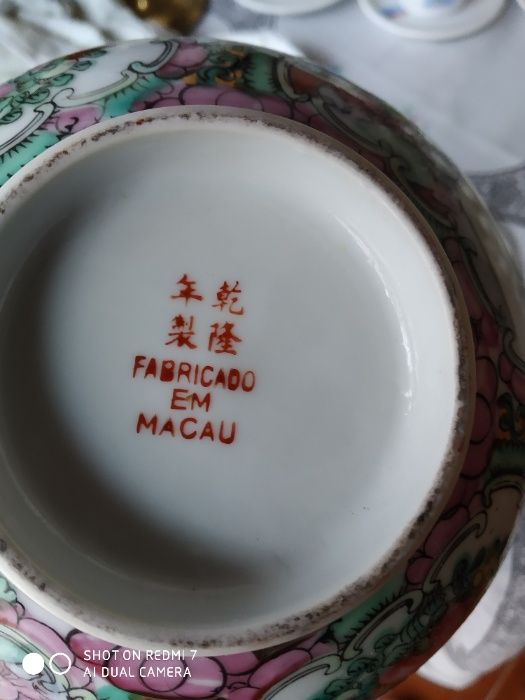 乾隆
年製
FABRICADO
EM
MACAU
SHOT ON REDMI 7
AI DUAL CAMERA